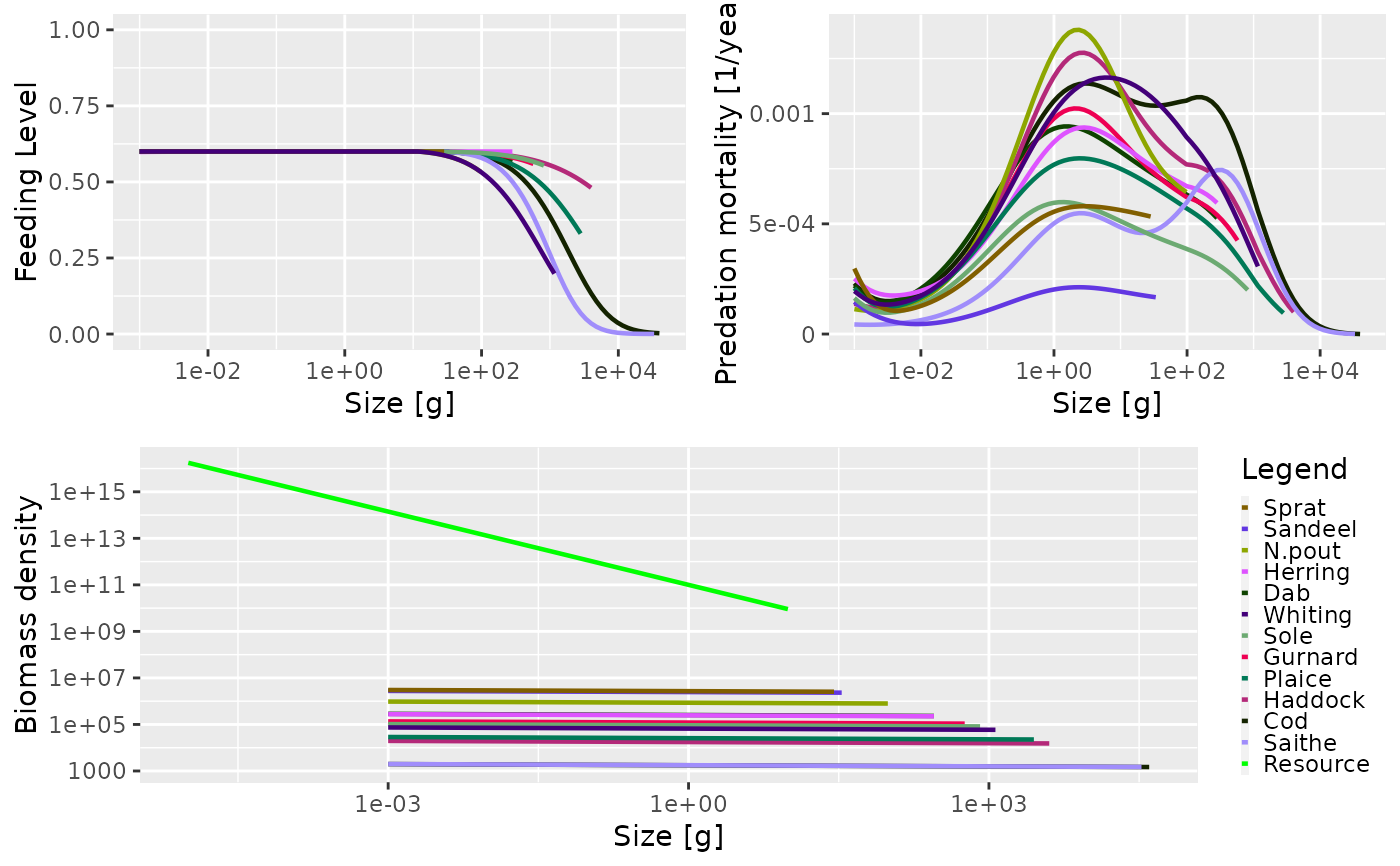 1.00
0.75
0.50
0.25
0.00
Feeding Level
1e-02 1e+00 1e+02 1e+04
Size [g]
0.001
5e-04
0
Predation mortality [1/yea
1e-02 1e+00 1e+02 1e+04
Size [g]
1e+15
1e+13
1e+11
1e+09
1e+07
1e+05
1000
Biomass density
1e-03 1e+00 1e+03
Size [g]
Legend
Sprat
Sandeel
N.pout
Herring
Dab
Whiting
Sole
Gurnard
Plaice
Haddock
Cod
Saithe
Resource